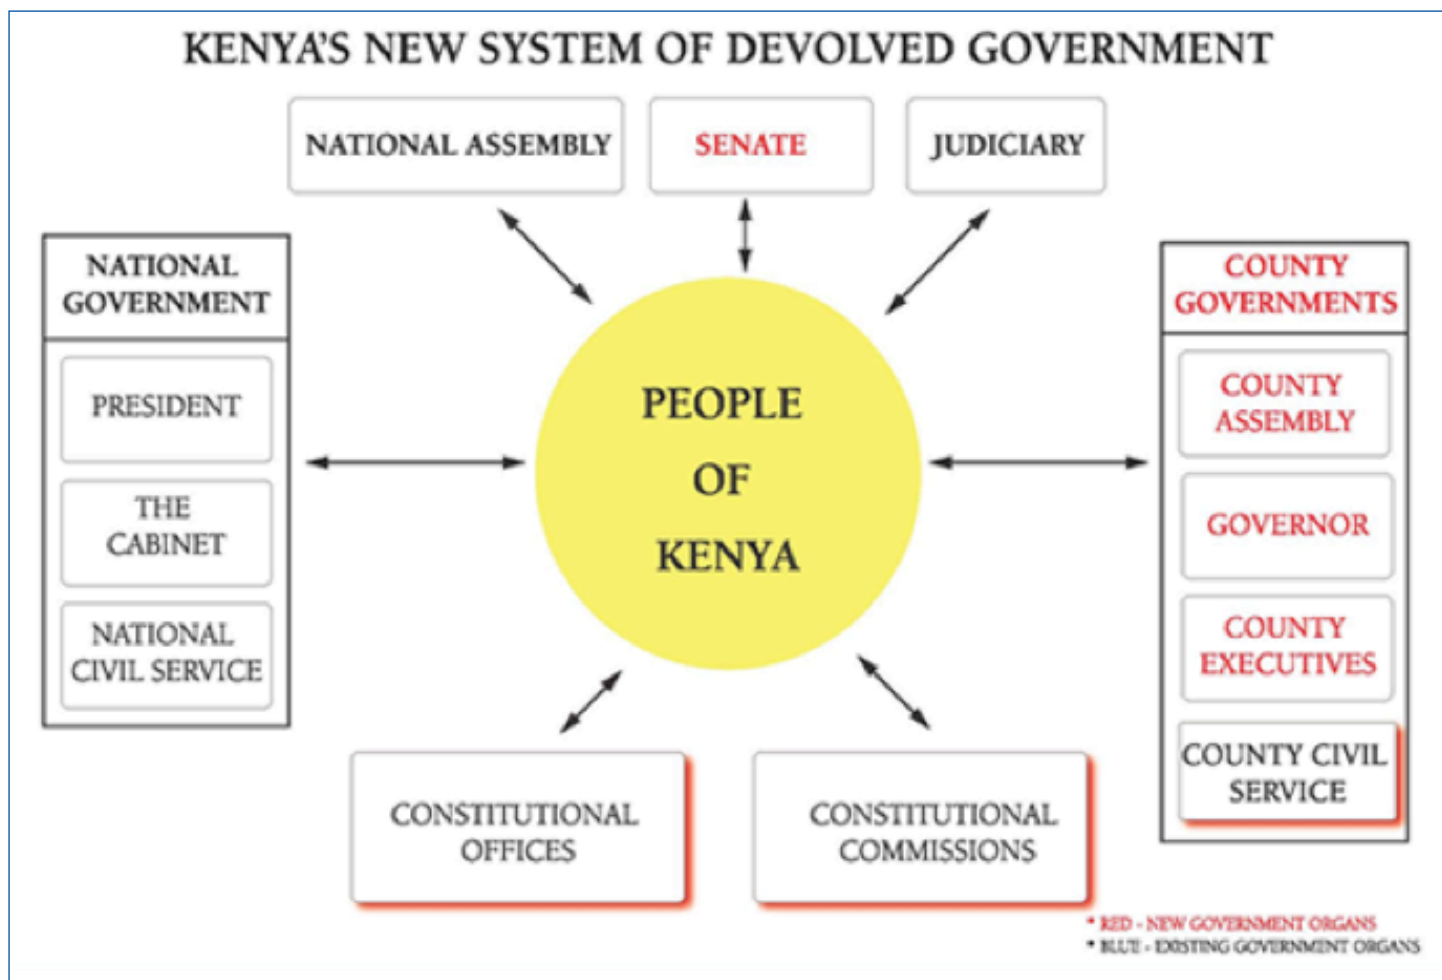 KENYA'S NEW SYSTEM OF DEVOLVED GOVERNMENT
NATIONAL ASSEMBLY
SENATE
JUDICIARY
NATIONAL
GOVERNMENT
PRESIDENT
THE
CABINET
NATIONAL
CIVIL SERVICE
PEOPLE
OF
KENYA
COUNTY
GOVERNMENTS
COUNTY
ASSEMBLY
GOVERNOR
COUNTY
EXECUTIVES
COUNTY CIVIL
SERVICE
CONSTITUTIONAL
OFFICES
CONSTITUTIONAL
COMMISSIONS
* RED - NEW GOVERNMENT ORGANS
* BLUE - EXISTING GOVERNMENT ORGANS